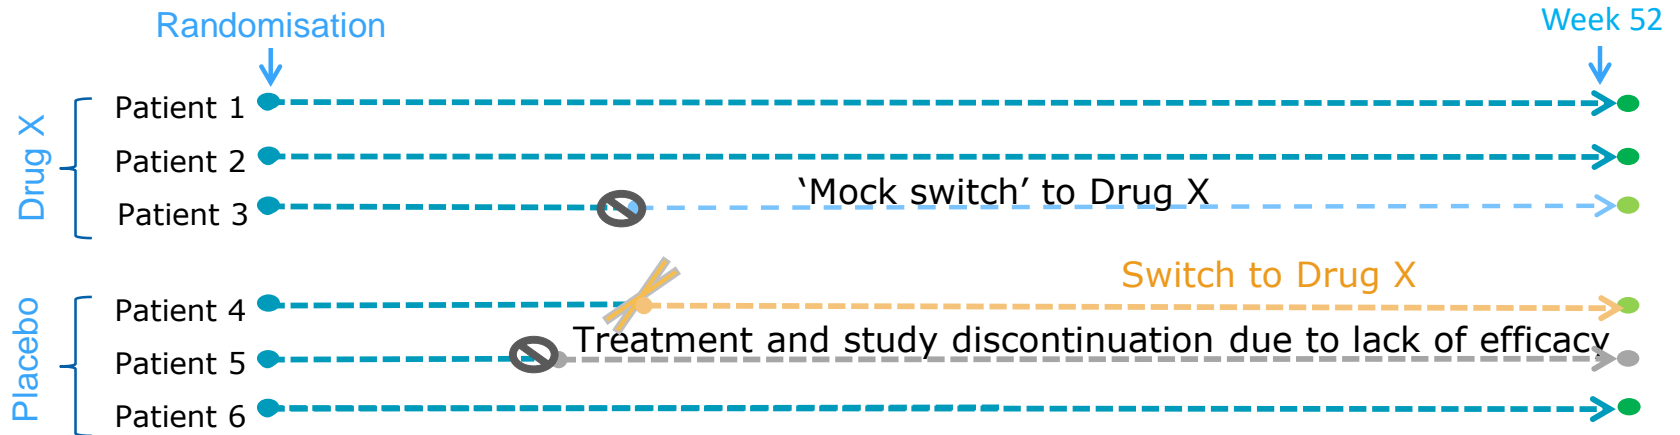 Randomisation
Week 52
Drug X
Patient 1
Patient 2
‘Mock switch’ to Drug X
Patient 3
Placebo
Switch to Drug X
Patient 4
Treatment and study discontinuation due to lack of efficacy
Patient 5
Patient 6